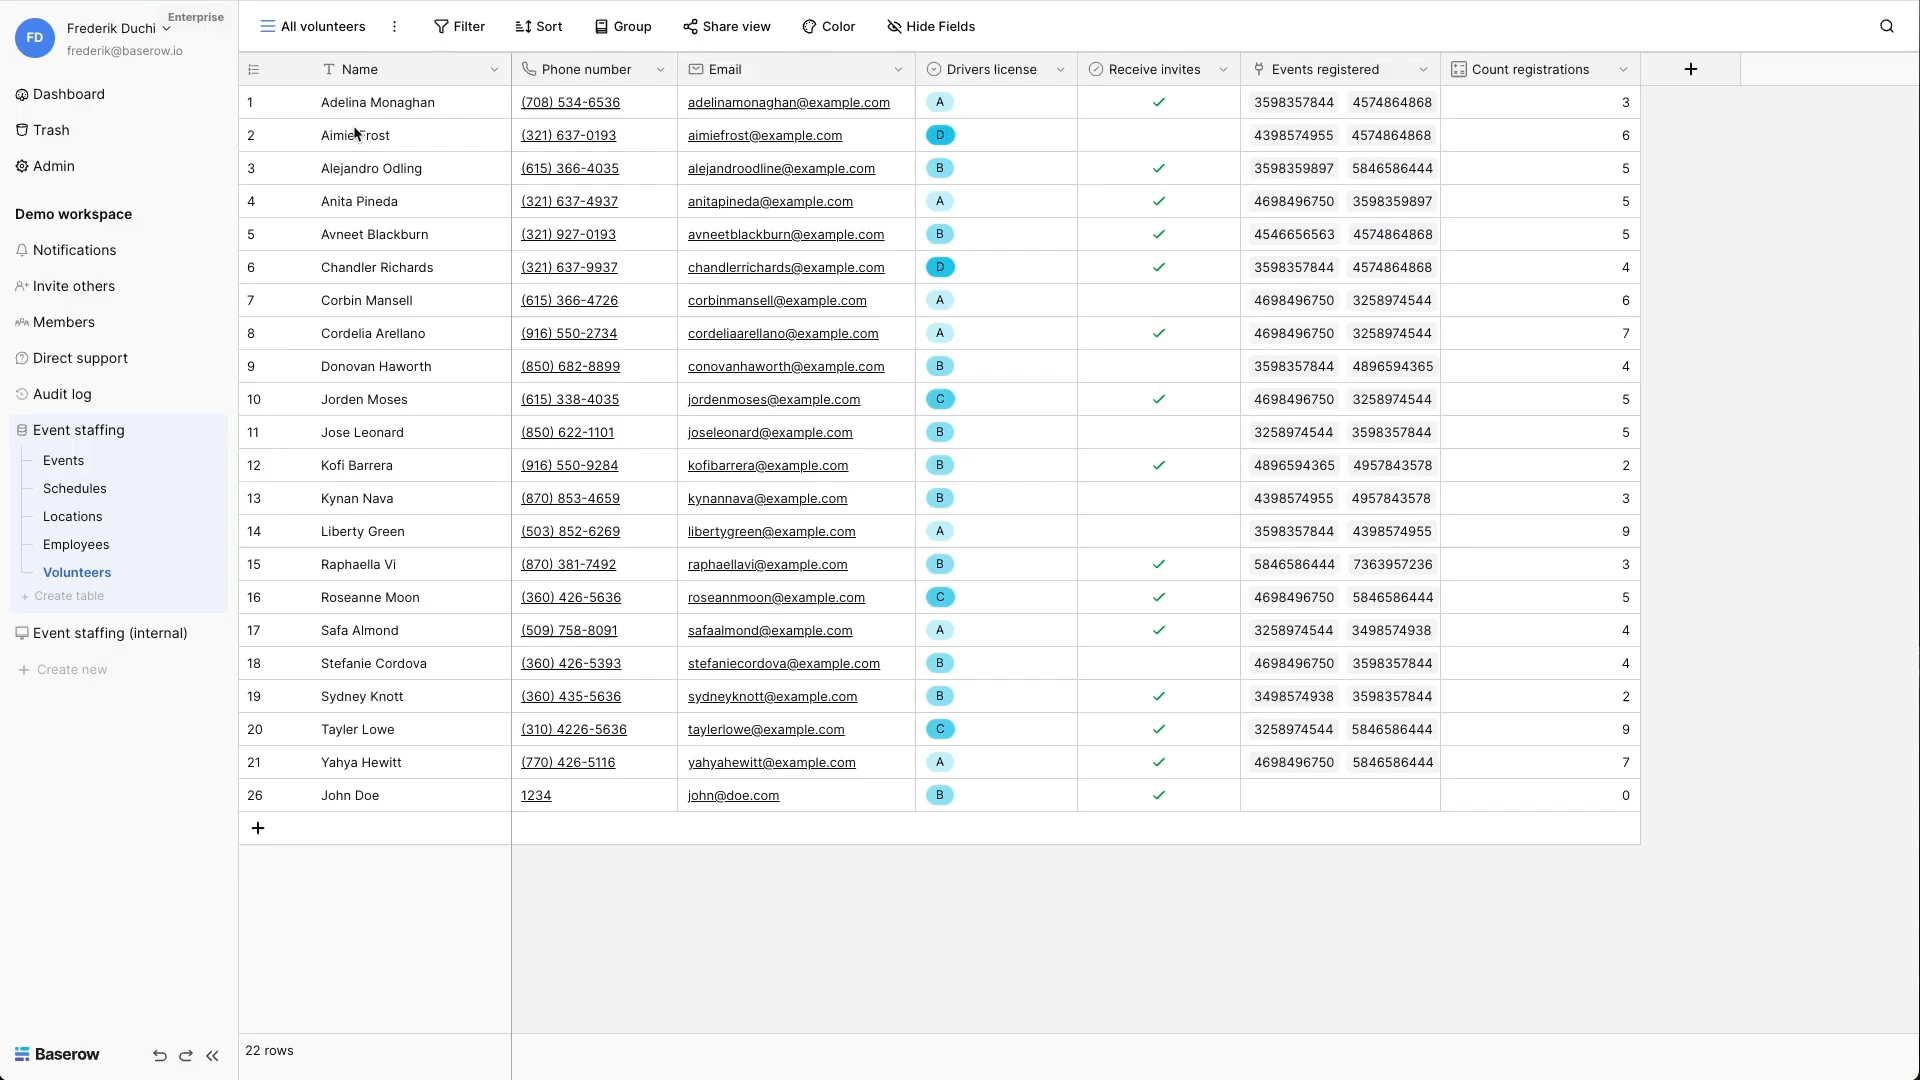 Enterprise
FD
Frederik Duchi
frederik@baserow.io
Dashboard
Trash
Admin
Demo workspace
Notifications
Invite others
Members
Direct support
Audit log
Event staffing
Events
Schedules
Locations
Employees
Volunteers
+ Create table
Event staffing (internal)
+ Create new
Baserow
All volunteers Filter Sort Group Share view Color Hide Fields
Name Phone number Email Drivers license Receive invites Events registered Count registrations +
1 Adelina Monaghan (708) 534-6536 adelinamonaghan@example.com A 3598357844 4574864868 3
2 Aimie Frost (321) 637-0193 aimiefrost@example.com D 4398574955 4574864868 6
3 Alejandro Odling (615) 366-4035 alejandroodline@example.com B 3598359897 5846586444 5
4 Anita Pineda (321) 637-4937 anitapineda@example.com A 4698496750 3598359897 5
5 Avneet Blackburn (321) 927-0193 avneetblackburn@example.com B 4546656563 4574864868 5
6 Chandler Richards (321) 637-9937 chandlerrichards@example.com D 3598357844 4574864868 4
7 Corbin Mansell (615) 366-4726 corbinmansell@example.com A 4698496750 3258974544 6
8 Cordelia Arellano (916) 550-2734 cordeliaarellano@example.com A 4698496750 3258974544 7
9 Donovan Haworth (850) 682-8899 conovanhaworth@example.com B 3598357844 4896594365 4
10 Jorden Moses (615) 338-4035 jordenmoses@example.com C 4698496750 3258974544 5
11 Jose Leonard (850) 622-1101 joseleonard@example.com B 3258974544 3598357844 5
12 Kofi Barrera (916) 550-9284 kofibarrera@example.com B 4896594365 4957843578 2
13 Kynan Nava (870) 853-4659 kynannava@example.com B 4398574955 4957843578 3
14 Liberty Green (503) 852-6269 libertygreen@example.com A 3598357844 4398574955 9
15 Raphaella Vi (870) 381-7492 raphaellavi@example.com B 5846586444 7363957236 3
16 Roseanne Moon (360) 426-5636 roseannmoon@example.com C 4698496750 5846586444 5
17 Safa Almond (509) 758-8091 safaalmond@example.com A 3258974544 3498574938 4
18 Stefanie Cordova (360) 426-5393 stefaniecordova@example.com B 4698496750 3598357844 4
19 Sydney Knott (360) 435-5636 sydneyknott@example.com B 3498574938 3598357844 2
20 Tayler Lowe (310) 4226-5636 taylerlowe@example.com C 3258974544 5846586444 9
21 Yahya Hewitt (770) 426-5116 yahyahewitt@example.com A 4698496750 5846586444 7
26 John Doe 1234 john@doe.com B 0
+
22 rows